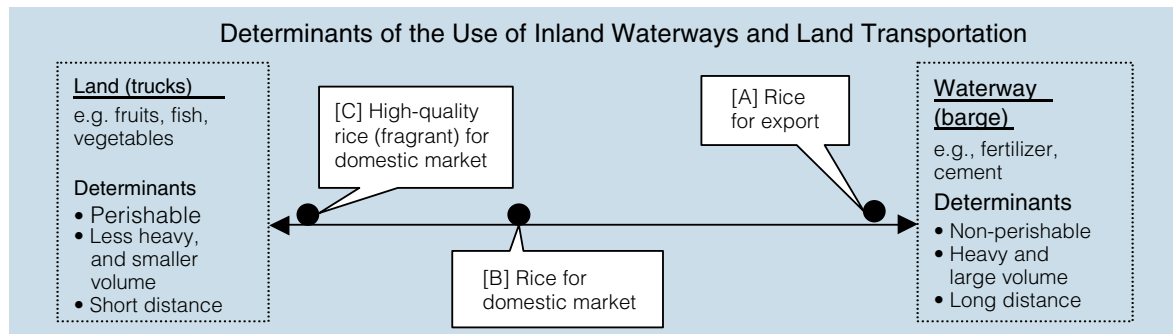 Determinants of the Use of Inland Waterways and Land Transportation
Land (trucks)
e.g. fruits, fish,
vegetables
Determinants
• Perishable
• Less heavy,
and smaller
volume
• Short distance
[C] High-quality
rice (fragrant) for
domestic market
[B] Rice for
domestic market
[A] Rice
for export
Waterway
(barge)
e.g., fertilizer,
cement
Determinants
• Non-perishable
• Heavy and
large volume
• Long distance